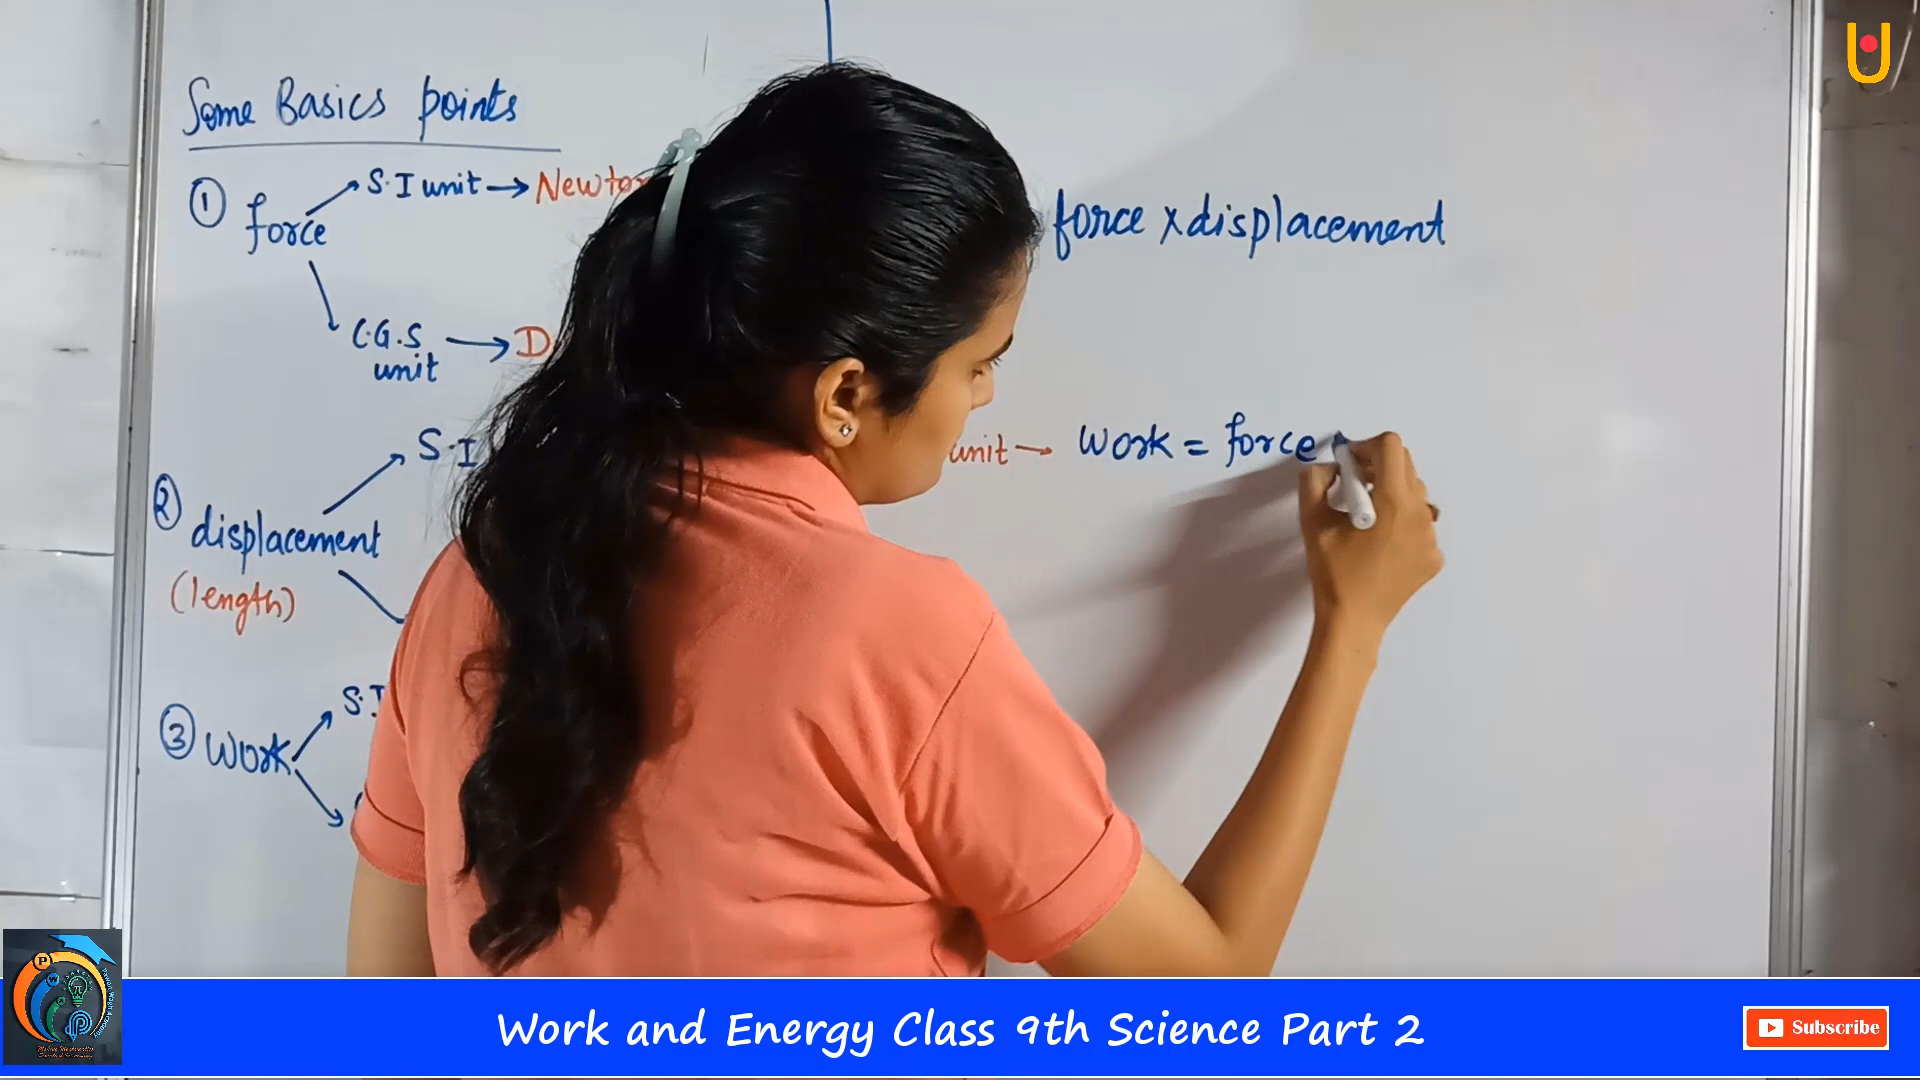 Some Basics points
① force
S.I unit → Newton
C.G.S unit → D
② displacement
(length)
S.I
③ work
S.I
force x displacement
unit → work = force
Work and Energy Class 9th Science Part 2
Subscribe